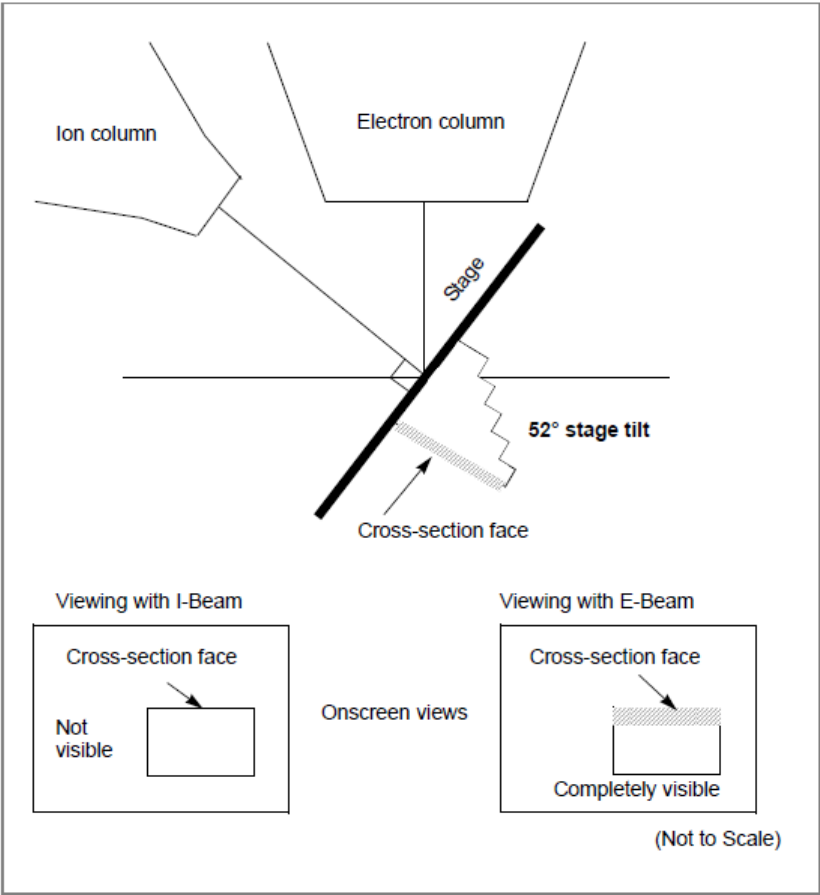 Ion column
Electron column
Stage
52° stage tilt
Cross-section face
Viewing with I-Beam
Viewing with E-Beam
Cross-section face
Cross-section face
Not
visible
Onscreen views
Completely visible
(Not to Scale)